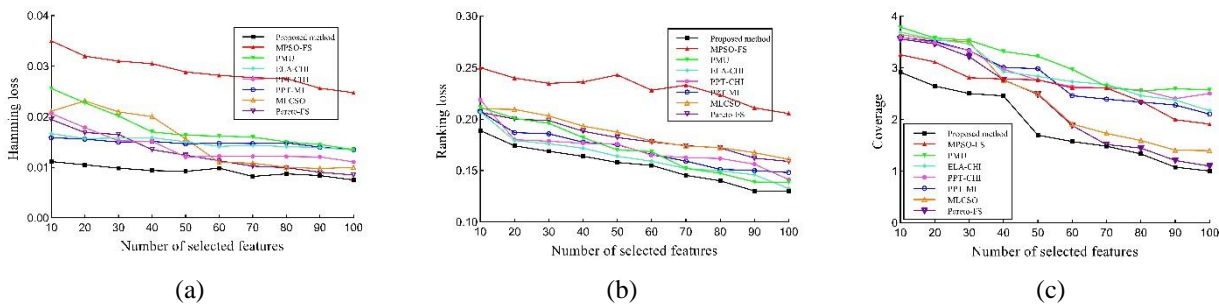 0.04
0.03
0.02
0.01
0.00
Hamming loss
10 20 30 40 50 60 70 80 90 100
Number of selected features
Proposed method
MPSO-FS
PMU
ELA-CHI
PPT-CHI
PPT-MI
MLCSO
Pareto-FS
(a)
0.30
0.25
0.20
0.15
0.10
Ranking loss
10 20 30 40 50 60 70 80 90 100
Number of selected features
Proposed method
MPSO-FS
PMU
ELA-CHI
PPT-CHI
PPT-MI
MLCSO
Pareto-FS
(b)
4
3
2
1
0
Coverage
10 20 30 40 50 60 70 80 90 100
Number of selected features
Proposed method
MPSO-FS
PMU
ELA-CHI
PPT-CHI
PPT-MI
MLCSO
Pareto-FS
(c)